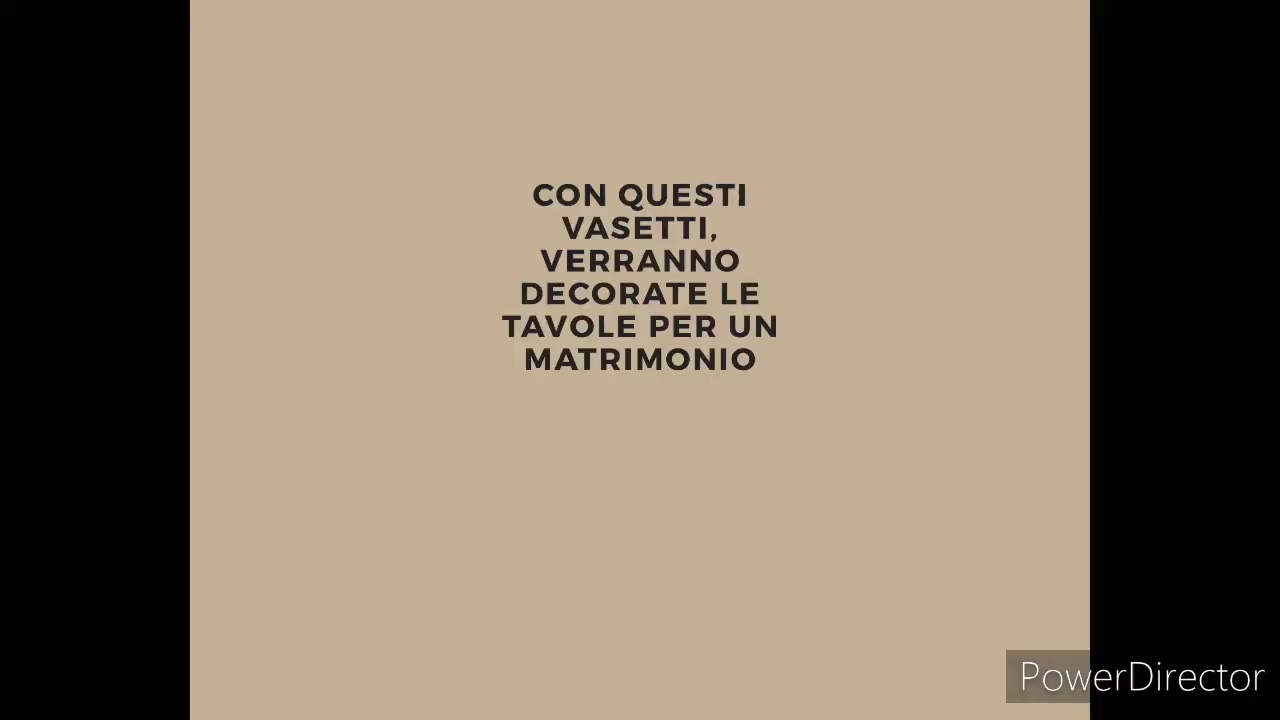 CON QUESTI
VASETTI,
VERRANNO
DECORATE LE
TAVOLE PER UN
MATRIMONIO
PowerDirector